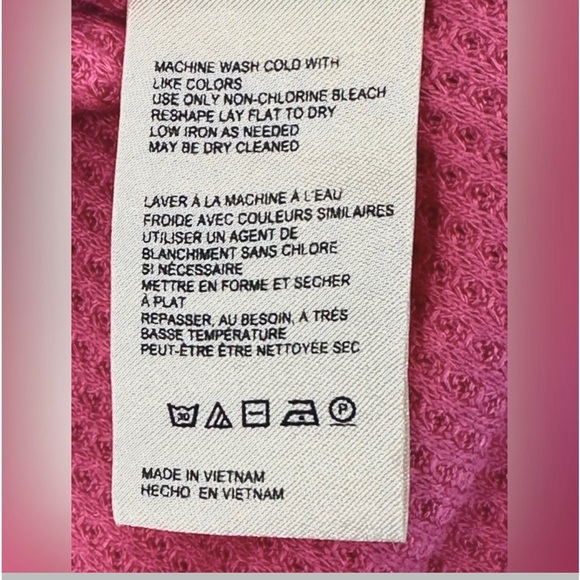 MACHINE WASH COLD WITH
LIKE COLORS
USE ONLY NON-CHLORINE BLEACH
RESHAPE LAY FLAT TO DRY
LOW IRON AS NEEDED
MAY BE DRY CLEANED
LAVER À LA MACHINE À L'EAU
FROIDE AVEC COULEURS SIMILAIRES
UTILISER UN AGENT DE
BLANCHIMENT SANS CHLORE
SI NÉCESSAIRE
METTRE EN FORME ET SECHER
À PLAT
REPASSER, AU BESOIN, A TRÉS
BASSE TEMPÉRATURE
PEUT-ÊTRE ÊTRE NETTOYÉE SEC
30 P
MADE IN VIETNAM
HECHO EN VIETNAM